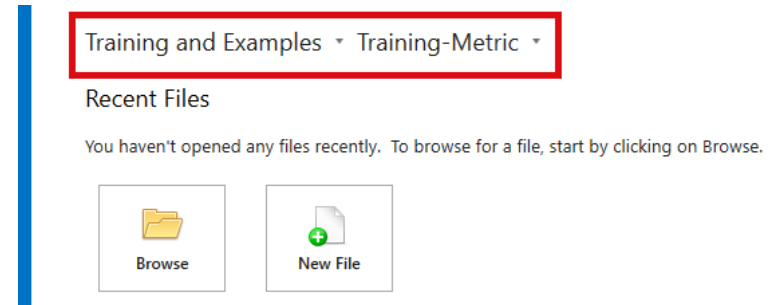 Training and Examples Training-Metric
Recent Files
You haven't opened any files recently. To browse for a file, start by clicking on Browse.
Browse New File